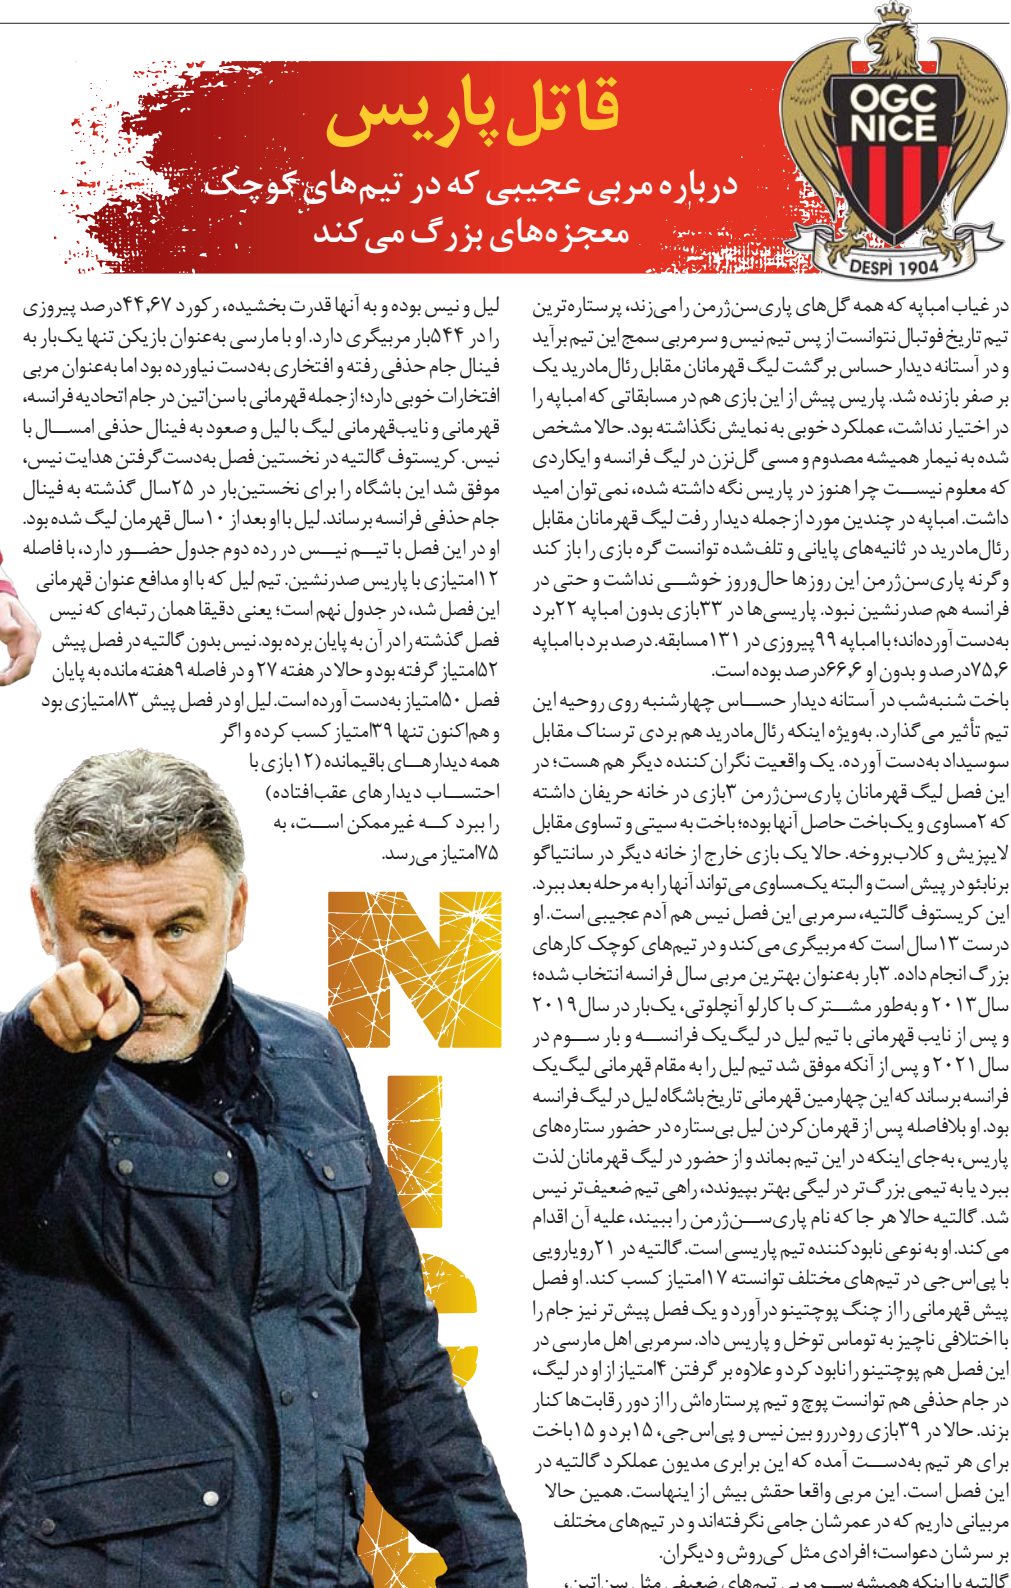 OGC
NICE
DESPÌ 1904
قاتل پاریس
درباره مربی عجیبی که در تیم‌های کوچک
معجزه‌های بزرگ می‌کند
در غیاب امباپه که همه گل‌های پاری‌سن‌ژرمن را می‌زند، پرستاره‌ترین
تیم تاریخ فوتبال نتوانست از پس تیم نیس و سرمربی سمج این تیم برآید
و در آستانه دیدار حساس برگشت لیگ قهرمانان مقابل رئال‌مادرید یک
بر صفر بازنده شد. پاریس پیش از این بازی هم در مسابقاتی که امباپه را
در اختیار نداشت، عملکرد خوبی به نمایش نگذاشته بود. حالا مشخص
شده به نیمار همیشه مصدوم و مسی گل‌نزن در لیگ فرانسه و ایکاردی
که معلوم نیست چرا هنوز در پاریس نگه داشته شده، نمی‌توان امید
داشت. امباپه در چندین مورد ازجمله دیدار رفت لیگ قهرمانان مقابل
رئال‌مادرید در ثانیه‌های پایانی و تلف‌شده توانست گره بازی را باز کند
وگرنه پاری‌سن‌ژرمن این روزها حال‌وروز خوشی نداشت و حتی در
فرانسه هم صدرنشین نبود. پاریسی‌ها در ۳۳بازی بدون امباپه ۲۲برد
به‌دست آورده‌اند؛ با امباپه ۹۹پیروزی در ۱۳۱مسابقه. درصد برد با امباپه
۷۵٫۶درصد و بدون او ۶۶٫۶درصد بوده است.
باخت شنبه‌شب در آستانه دیدار حساس چهارشنبه روی روحیه این
تیم تأثیر می‌گذارد. به‌ویژه اینکه رئال‌مادرید هم بردی ترسناک مقابل
سوسیداد به‌دست آورده. یک واقعیت نگران‌کننده دیگر هم هست؛ در
این فصل لیگ قهرمانان پاری‌سن‌ژرمن ۳بازی در خانه حریفان داشته
که ۲مساوی و یک‌باخت حاصل آنها بوده؛ باخت به سیتی و تساوی مقابل
لایپزیش و کلاب‌بروخه. حالا یک بازی خارج از خانه دیگر در سانتیاگو
برنابئو در پیش است و البته یک‌مساوی می‌تواند آنها را به مرحله بعد ببرد.
این کریستوف گالتیه، سرمربی این فصل نیس هم آدم عجیبی است. او
درست ۱۳سال است که مربیگری می‌کند و در تیم‌های کوچک کارهای
بزرگ انجام داده. ۳بار به‌عنوان بهترین مربی سال فرانسه انتخاب شده؛
سال ۲۰۱۳ و به‌طور مشترک با کارلو آنچلوتی، یک‌بار در سال ۲۰۱۹
و پس از نایب قهرمانی با تیم لیل در لیگ‌یک فرانسه و بار سوم در
سال ۲۰۲۱ و پس از آنکه موفق شد تیم لیل را به مقام قهرمانی لیگ‌یک
فرانسه برساند که این چهارمین قهرمانی تاریخ باشگاه لیل در لیگ فرانسه
بود. او بلافاصله پس از قهرمان‌کردن لیل بی‌ستاره در حضور ستاره‌های
پاریس، به‌جای اینکه در این تیم بماند و از حضور در لیگ قهرمانان لذت
ببرد یا به تیمی بزرگ‌تر در لیگی بهتر بپیوندد، راهی تیم ضعیف‌تر نیس
شد. گالتیه حالا هر جا که نام پاری‌سن‌ژرمن را ببیند، علیه آن اقدام
می‌کند. او به نوعی نابودکننده تیم پاریسی است. گالتیه در ۲۱رویارویی
با پی‌اس‌جی در تیم‌های مختلف توانسته ۱۷امتیاز کسب کند. او فصل
پیش قهرمانی را از چنگ پوچتینو درآورد و یک فصل پیش‌تر نیز جام را
با اختلافی ناچیز به توماس توخل و پاریس داد. سرمربی اهل مارسی در
این فصل هم پوچتینو را نابود کرد و علاوه بر گرفتن ۴امتیاز از او در لیگ،
در جام حذفی هم توانست پوچ و تیم پرستاره‌اش را از دور رقابت‌ها کنار
بزند. حالا در ۳۹بازی رودررو بین نیس و پی‌اس‌جی، ۱۵برد و ۱۵باخت
برای هر تیم به‌دست آمده که این برابری مدیون عملکرد گالتیه در
این فصل است. این مربی واقعا حقش بیش از اینهاست. همین حالا
مربیانی داریم که در عمرشان جامی نگرفته‌اند و در تیم‌های مختلف
بر سرشان دعواست؛ افرادی مثل کی‌روش و دیگران.
گالتیه با اینکه همیشه سرمربی تیم‌های ضعیفی مثل سن‌اتین،
لیل و نیس بوده و به آنها قدرت بخشیده، رکورد ۴۴٫۶۷درصد پیروزی
را در ۵۴۴بار مربیگری دارد. او با مارسی به‌عنوان بازیکن تنها یک‌بار به
فینال جام حذفی رفته و افتخاری به‌دست نیاورده بود اما به‌عنوان مربی
افتخارات خوبی دارد؛ ازجمله قهرمانی با سن‌اتین در جام اتحادیه فرانسه،
قهرمانی و نایب‌قهرمانی لیگ با لیل و صعود به فینال حذفی امسال با
نیس. کریستوف گالتیه در نخستین فصل به‌دست‌گرفتن هدایت نیس،
موفق شد این باشگاه را برای نخستین‌بار در ۲۵سال گذشته به فینال
جام حذفی فرانسه برساند. لیل با او بعد از ۱۰سال قهرمان لیگ شده بود.
او در این فصل با تیم نیس در رده دوم جدول حضور دارد، با فاصله
۱۲امتیازی با پاریس صدرنشین. تیم لیل که با او مدافع عنوان قهرمانی
این فصل شد، در جدول نهم است؛ یعنی دقیقا همان رتبه‌ای که نیس
فصل گذشته را در آن به پایان برده بود. نیس بدون گالتیه در فصل پیش
۵۲امتیاز گرفته بود و حالا در هفته ۲۷ و در فاصله ۹هفته مانده به پایان
فصل ۵۰امتیاز به‌دست آورده است. لیل او در فصل پیش ۸۳امتیازی بود
و هم‌اکنون تنها ۳۹امتیاز کسب کرده و اگر
همه دیدارهای باقیمانده (۱۲بازی با
احتساب دیدارهای عقب‌افتاده)
را ببرد که غیرممکن است، به
۷۵امتیاز می‌رسد.
N
I